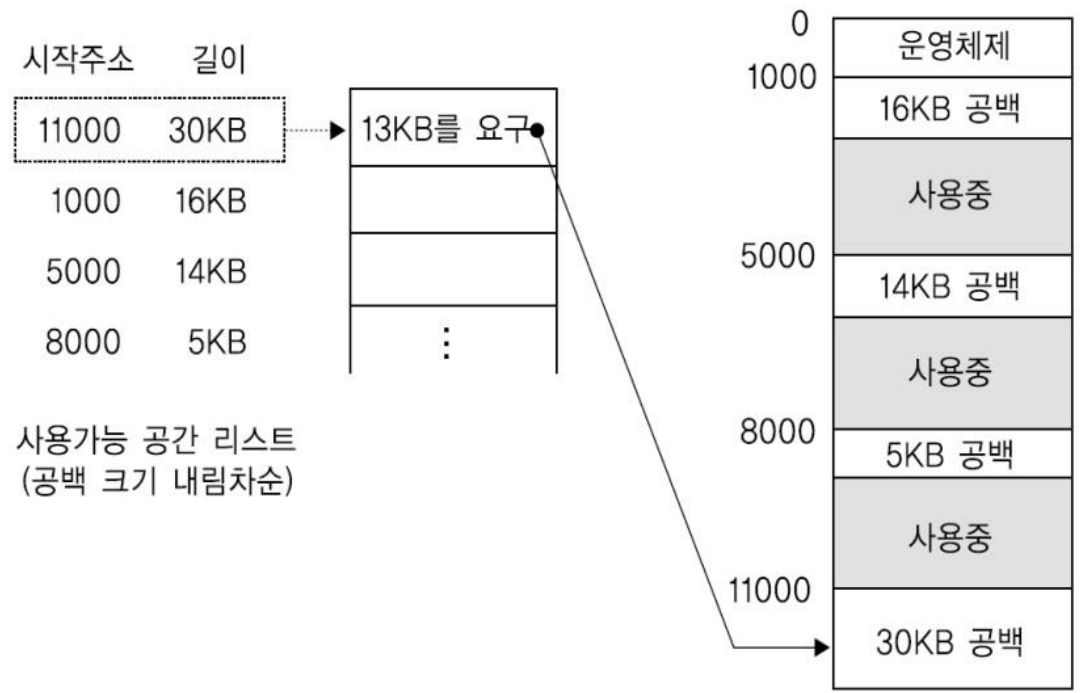 시작주소 길이
11000 30KB
1000 16KB
5000 14KB
8000 5KB
사용가능 공간 리스트
(공백 크기 내림차순)
13KB를 요구
⋮
0
운영체제
1000
16KB 공백
사용중
5000
14KB 공백
사용중
8000
5KB 공백
사용중
11000
30KB 공백